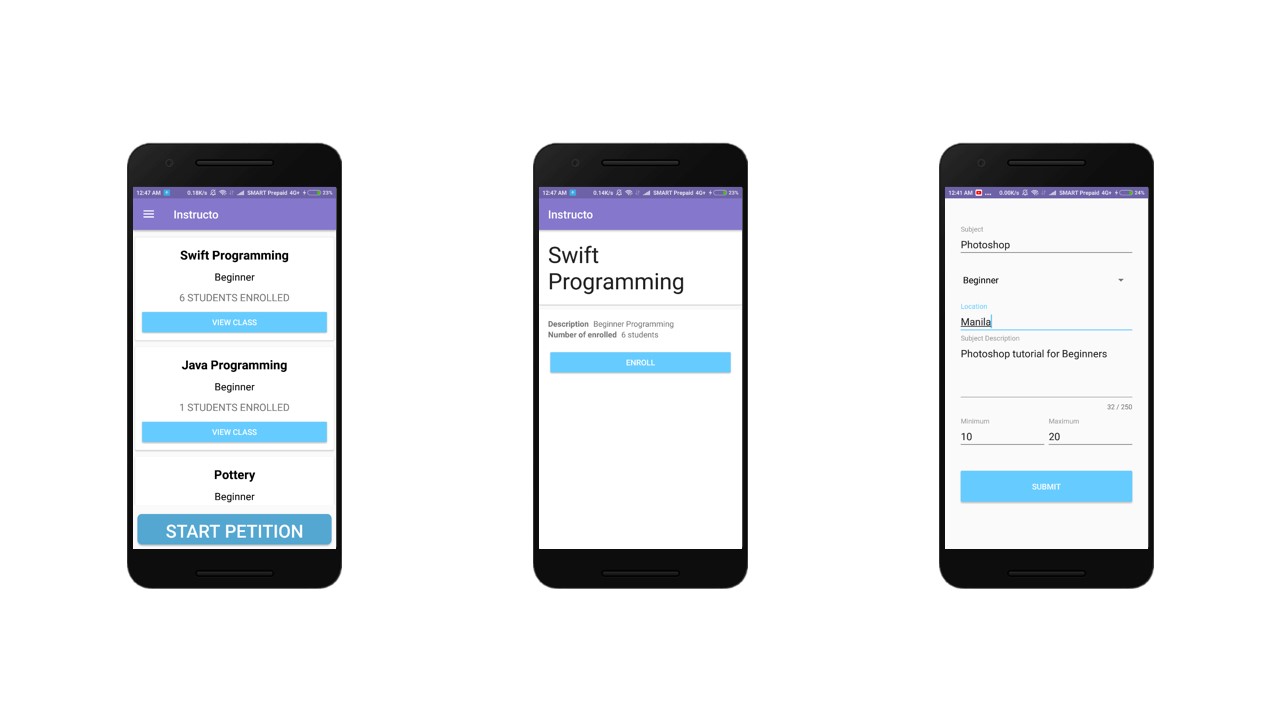 12:47 AM
0.18K/s SMART Prepaid 4G+ 23%
Instructo
Swift Programming
Beginner
6 STUDENTS ENROLLED
VIEW CLASS
Java Programming
Beginner
1 STUDENTS ENROLLED
VIEW CLASS
Pottery
Beginner
START PETITION
12:47 AM
0.14K/s SMART Prepaid 4G+ 23%
Instructo
Swift
Programming
Description Beginner Programming
Number of enrolled 6 students
ENROLL
12:41 AM ...
0.00K/s SMART Prepaid 4G+ 24%
Subject
Photoshop
Beginner
Location
Manila
Subject Description
Photoshop tutorial for Beginners
32 / 250
Minimum Maximum
10 20
SUBMIT